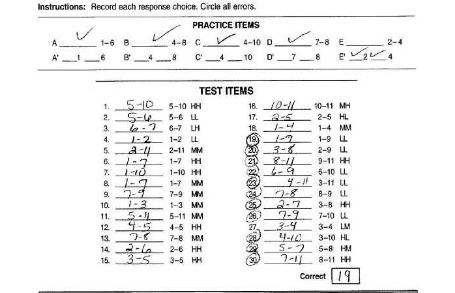 Instructions: Record each response choice. Circle all errors.
PRACTICE ITEMS
A ✓ 1–6 B ✓ 4–8 C ✓ 4–10 D ✓ 7–8 E 2–4
A' 1 6 B' 4 8 C' 4 10 D' 7 8 E' 2 4
TEST ITEMS
1. 5-10 5–10 HH 16. 10-11 10–11 MH
2. 5-6 5–6 LL 17. 2-5 2–5 HL
3. 6-7 6–7 LH 18. 1-4 1–4 MM
4. 1-2 1–2 LL 19. 1-9 LL
5. 2-11 2–11 MM 20. 3-8 2–9 LL
6. 1-7 1–7 HH 21. 8-11 9–11 HH
7. 1-10 1–10 HH 22. 6-9 6–10 LL
8. 1-7 1–7 MM 23. 4-11 3–11 LL
9. 7-9 7–9 MM 24. 7-8 8–9 LL
10. 1-3 1–3 MM 25. 2-7 3–8 HH
11. 5-11 5–11 MM 26. 7-9 7–10 LL
12. 4-5 4–5 HH 27. 3-4 3–4 LM
13. 7-8 7–8 MM 28. 4-10 3–10 HL
14. 2-6 2–6 HH 29. 5-7 5–8 HM
15. 3-5 3–5 HH 30. 7-11 8–11 HH
Correct 19